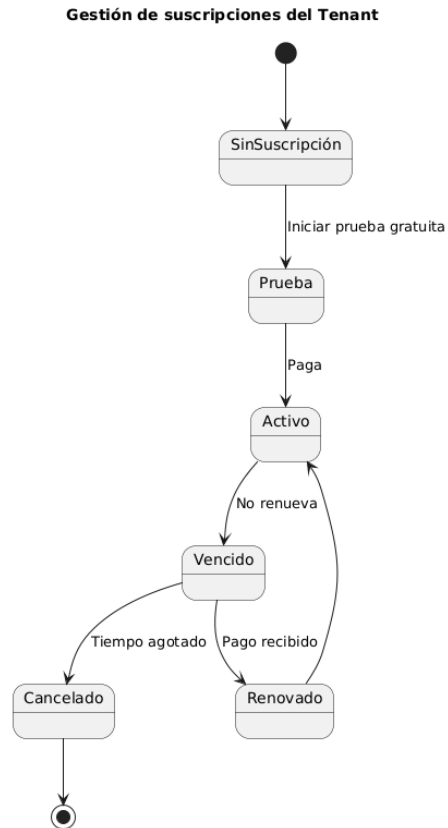 Gestión de suscripciones del Tenant
SinSuscripción
Iniciar prueba gratuita
Prueba
Paga
Activo
No renueva
Vencido
Tiempo agotado
Pago recibido
Cancelado
Renovado